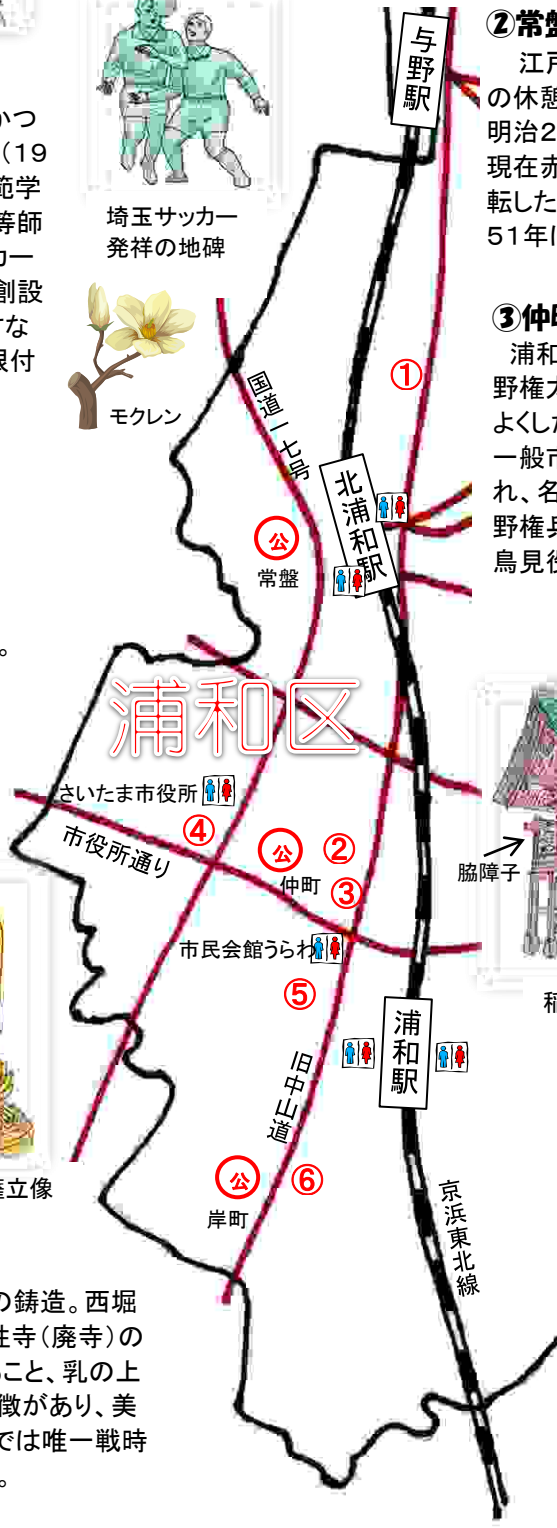 与野駅
②常盤
江戸
の休憩
明治2
現在赤
転した
51年に
かつ
(19
範学
等師
カー
創設
てな
根付
埼玉サッカー
発祥の地碑
モクレン
③仲町
浦和
野権大
よくした
一般市
れ、名
野権兵
鳥見役
①
国道一七号
北浦和駅
公
常盤
。
浦和区
さいたま市役所
④
市役所通り
公
仲町
②
③
脇障子
市民会館うらわ
⑤
稲
浦和駅
旧中山道
公
岸町
⑥
京浜東北線
立像
の鋳造。西堀
性寺(廃寺)の
こと、乳の上
徴があり、美
では唯一戦時
。